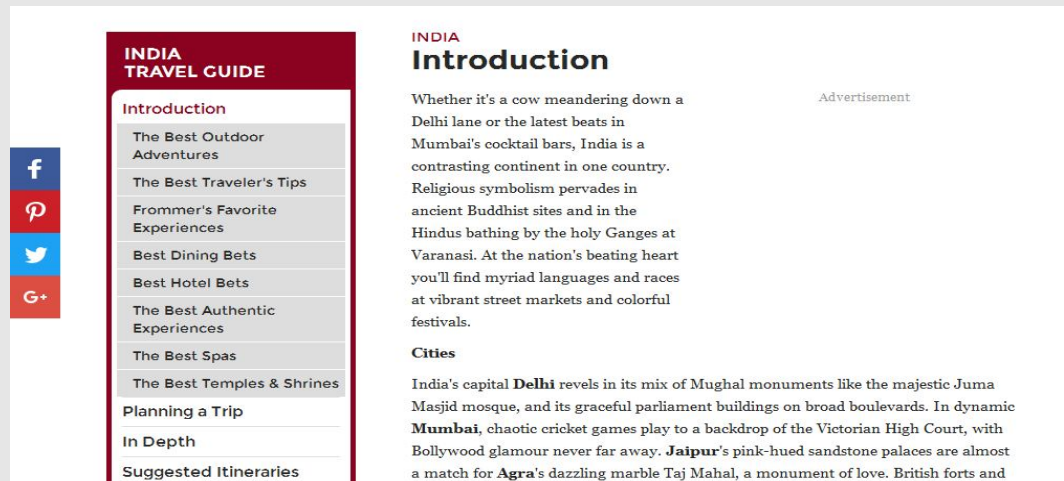 INDIA
TRAVEL GUIDE
Introduction
The Best Outdoor
Adventures
The Best Traveler's Tips
Frommer's Favorite
Experiences
Best Dining Bets
Best Hotel Bets
The Best Authentic
Experiences
The Best Spas
The Best Temples & Shrines
Planning a Trip
In Depth
Suggested Itineraries
f
G+
INDIA
Introduction
Whether it's a cow meandering down a
Delhi lane or the latest beats in
Mumbai's cocktail bars, India is a
contrasting continent in one country.
Religious symbolism pervades in
ancient Buddhist sites and in the
Hindus bathing by the holy Ganges at
Varanasi. At the nation's beating heart
you'll find myriad languages and races
at vibrant street markets and colorful
festivals.
Advertisement
Cities
India's capital Delhi revels in its mix of Mughal monuments like the majestic Juma
Masjid mosque, and its graceful parliament buildings on broad boulevards. In dynamic
Mumbai, chaotic cricket games play to a backdrop of the Victorian High Court, with
Bollywood glamour never far away. Jaipur's pink-hued sandstone palaces are almost
a match for Agra's dazzling marble Taj Mahal, a monument of love. British forts and